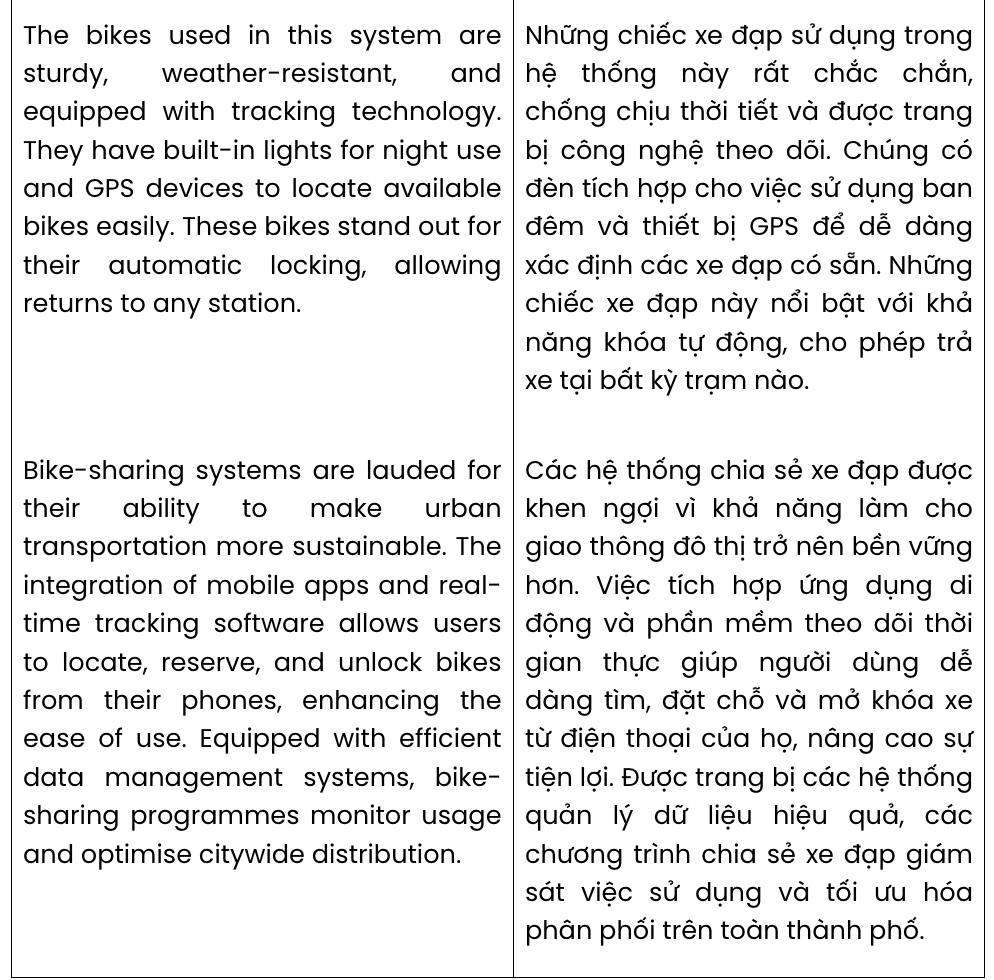 The bikes used in this system are
sturdy, weather-resistant, and
equipped with tracking technology.
They have built-in lights for night use
and GPS devices to locate available
bikes easily. These bikes stand out for
their automatic locking, allowing
returns to any station.
Bike-sharing systems are lauded for
their ability to make urban
transportation more sustainable. The
integration of mobile apps and real-
time tracking software allows users
to locate, reserve, and unlock bikes
from their phones, enhancing the
ease of use. Equipped with efficient
data management systems, bike-
sharing programmes monitor usage
and optimise citywide distribution.
Những chiếc xe đạp sử dụng trong
hệ thống này rất chắc chắn,
chống chịu thời tiết và được trang
bị công nghệ theo dõi. Chúng có
đèn tích hợp cho việc sử dụng ban
đêm và thiết bị GPS để dễ dàng
xác định các xe đạp có sẵn. Những
chiếc xe đạp này nổi bật với khả
năng khóa tự động, cho phép trả
xe tại bất kỳ trạm nào.
Các hệ thống chia sẻ xe đạp được
khen ngợi vì khả năng làm cho
giao thông đô thị trở nên bền vững
hơn. Việc tích hợp ứng dụng di
động và phần mềm theo dõi thời
gian thực giúp người dùng dễ
dàng tìm, đặt chỗ và mở khóa xe
từ điện thoại của họ, nâng cao sự
tiện lợi. Được trang bị các hệ thống
quản lý dữ liệu hiệu quả, các
chương trình chia sẻ xe đạp giám
sát việc sử dụng và tối ưu hóa
phân phối trên toàn thành phố.